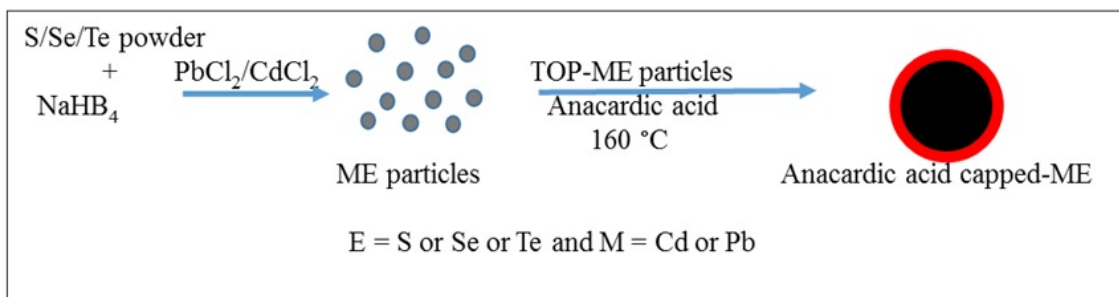 S/Se/Te powder
+
NaHB₄
PbCl₂/CdCl₂
ME particles
TOP-ME particles
Anacardic acid
160 °C
Anacardic acid capped-ME
E = S or Se or Te and M = Cd or Pb